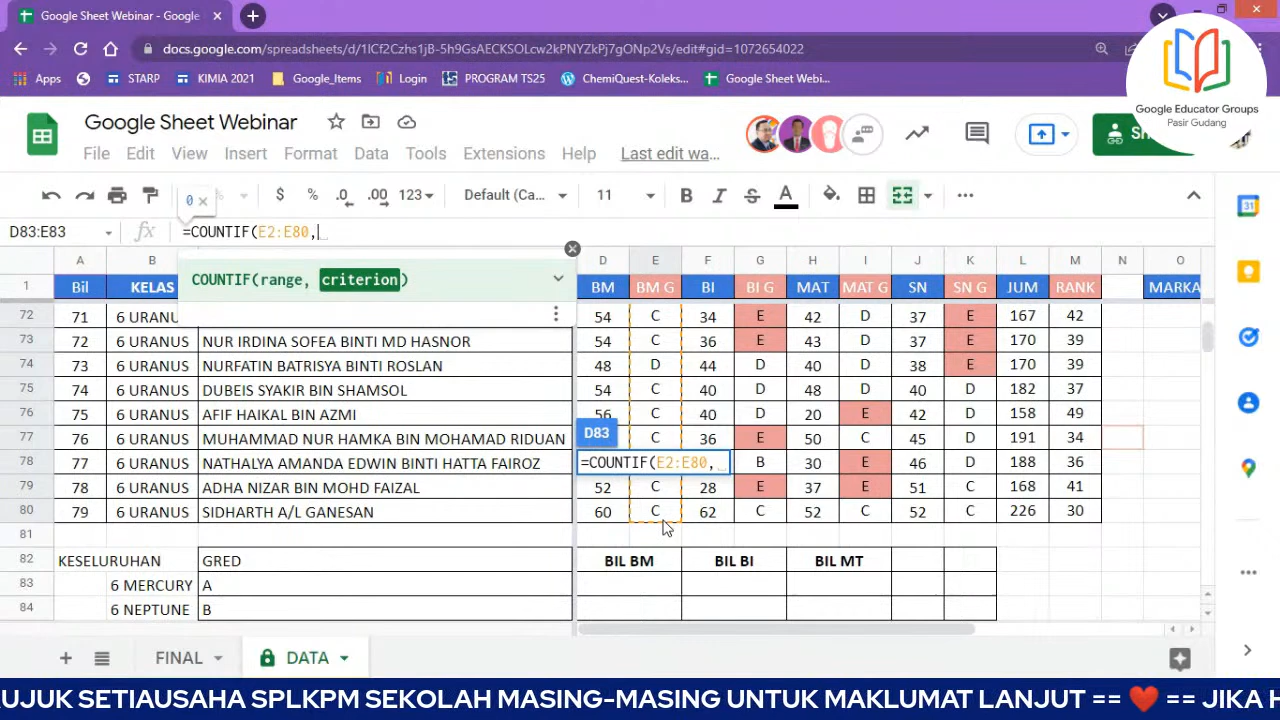 Google Sheet Webinar - Google
docs.google.com/spreadsheets/d/1ICf2Czhs1jB-5h9GsAECKSOLcw2kPNYZkPj7gONp2Vs/edit#gid=1072654022
Apps STARP KIMIA 2021 Google_Items Login PROGRAM TS25 ChemiQuest-Koleks... Google Sheet Webi...
Google Educator Groups
Pasir Gudang
Google Sheet Webinar
File Edit View Insert Format Data Tools Extensions Help Last edit wa...
0 $ % .0 .00 123 Default (Ca... 11 B I S A
D83:E83 fx =COUNTIF(E2:E80,
COUNTIF(range, criterion)
A B D E F G H I J K L M N O
1 Bil KELAS BM BM G BI BI G MAT MAT G SN SN G JUM RANK MARKA
72 71 6 URANU 54 C 34 E 42 D 37 E 167 42
73 72 6 URANUS NUR IRDINA SOFEA BINTI MD HASNOR 54 C 36 E 43 D 37 E 170 39
74 73 6 URANUS NURFATIN BATRISYA BINTI ROSLAN 48 D 44 D 40 D 38 E 170 39
75 74 6 URANUS DUBEIS SYAKIR BIN SHAMSOL 54 C 40 D 48 D 40 D 182 37
76 75 6 URANUS AFIF HAIKAL BIN AZMI 56 C 40 D 20 E 42 D 158 49
77 76 6 URANUS MUHAMMAD NUR HAMKA BIN MOHAMAD RIDUAN D83 C 36 E 50 C 45 D 191 34
78 77 6 URANUS NATHALYA AMANDA EDWIN BINTI HATTA FAIROZ =COUNTIF(E2:E80, B 30 E 46 D 188 36
79 78 6 URANUS ADHA NIZAR BIN MOHD FAIZAL 52 C 28 E 37 E 51 C 168 41
80 79 6 URANUS SIDHARTH A/L GANESAN 60 C 62 C 52 C 52 C 226 30
81
82 KESELURUHAN GRED BIL BM BIL BI BIL MT
83 6 MERCURY A
84 6 NEPTUNE B
FINAL DATA
UJUK SETIAUSAHA SPLKPM SEKOLAH MASING-MASING UNTUK MAKLUMAT LANJUT == ❤️ == JIKA H